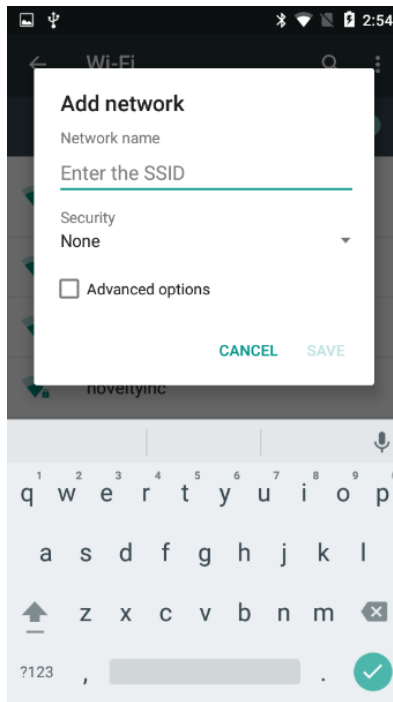 2:54
Wi-Fi
Add network
Network name
Enter the SSID
Security
None
Advanced options
CANCEL SAVE
noveltyinc
1 2 3 4 5 6 7 8 9
q w e r t y u i o p
a s d f g h j k l
z x c v b n m
?123 , .